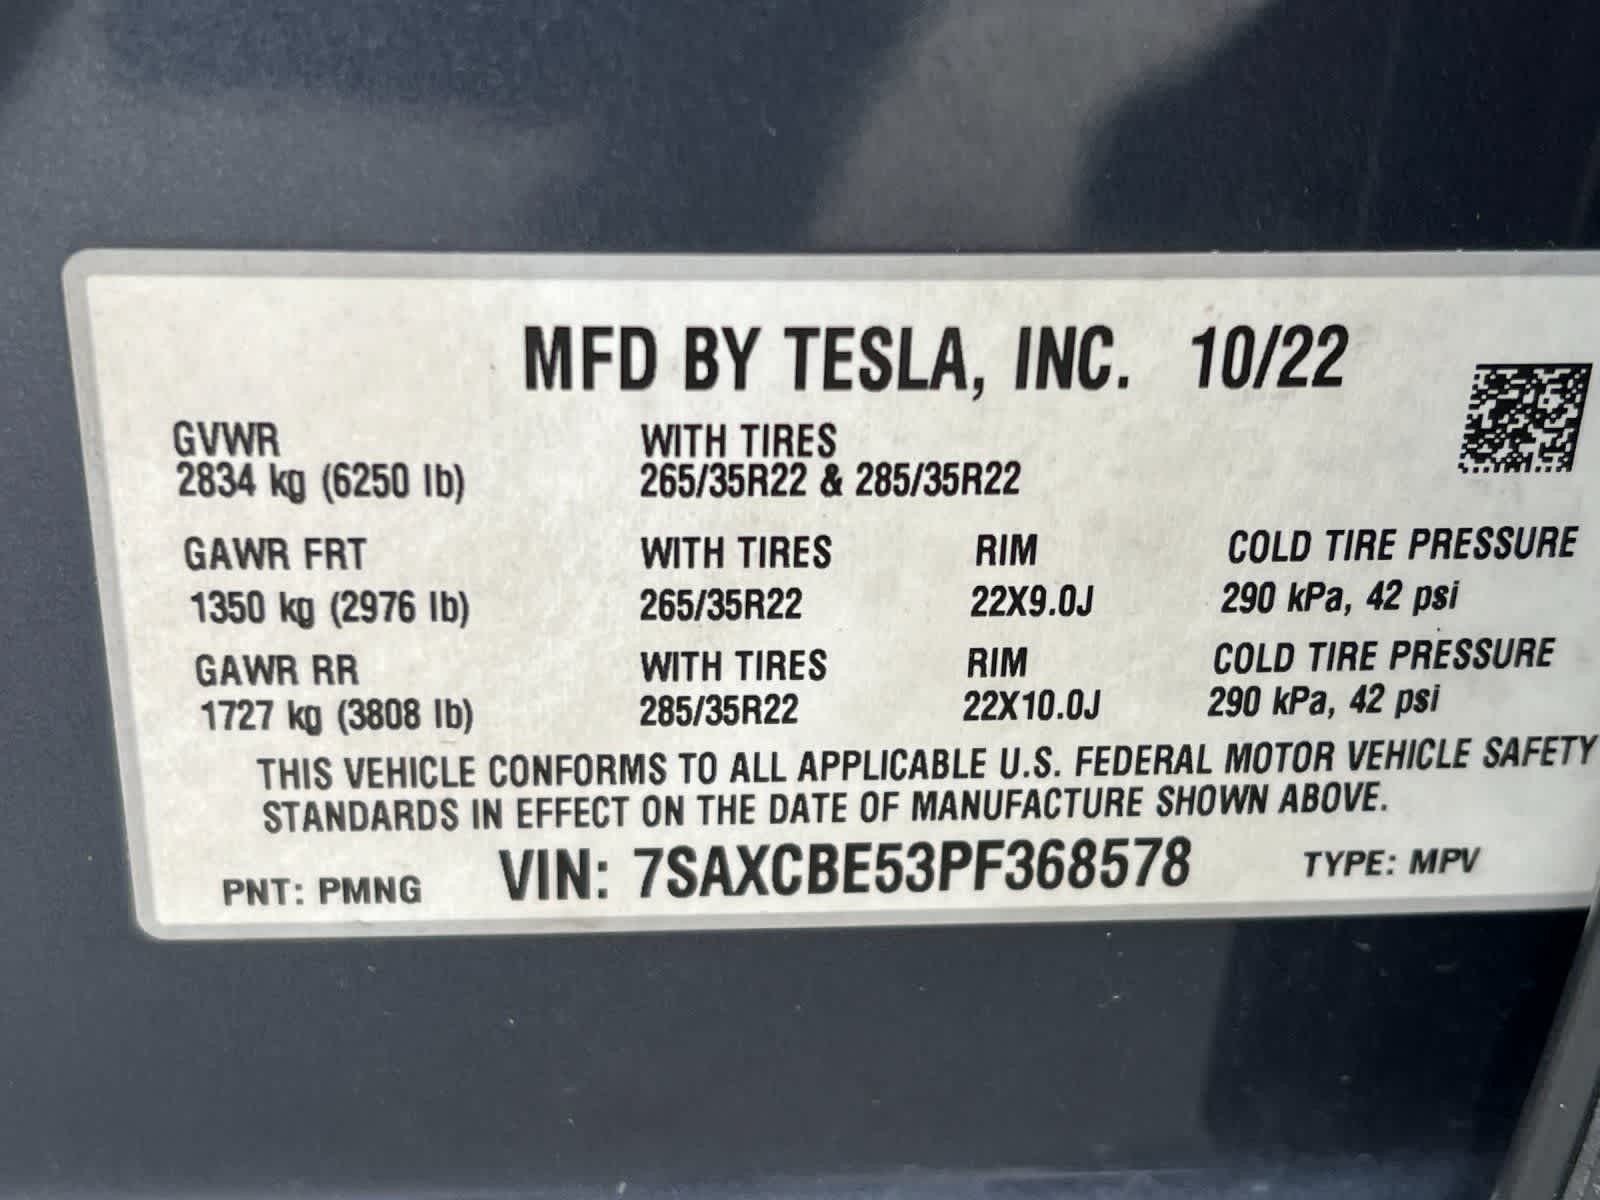 MFD BY TESLA, INC. 10/22
GVWR WITH TIRES
2834 kg (6250 lb) 265/35R22 & 285/35R22
GAWR FRT WITH TIRES RIM COLD TIRE PRESSURE
1350 kg (2976 lb) 265/35R22 22X9.0J 290 kPa, 42 psi
GAWR RR WITH TIRES RIM COLD TIRE PRESSURE
1727 kg (3808 lb) 285/35R22 22X10.0J 290 kPa, 42 psi
THIS VEHICLE CONFORMS TO ALL APPLICABLE U.S. FEDERAL MOTOR VEHICLE SAFETY
STANDARDS IN EFFECT ON THE DATE OF MANUFACTURE SHOWN ABOVE.
PNT: PMNG VIN: 7SAXCBE53PF368578 TYPE: MPV